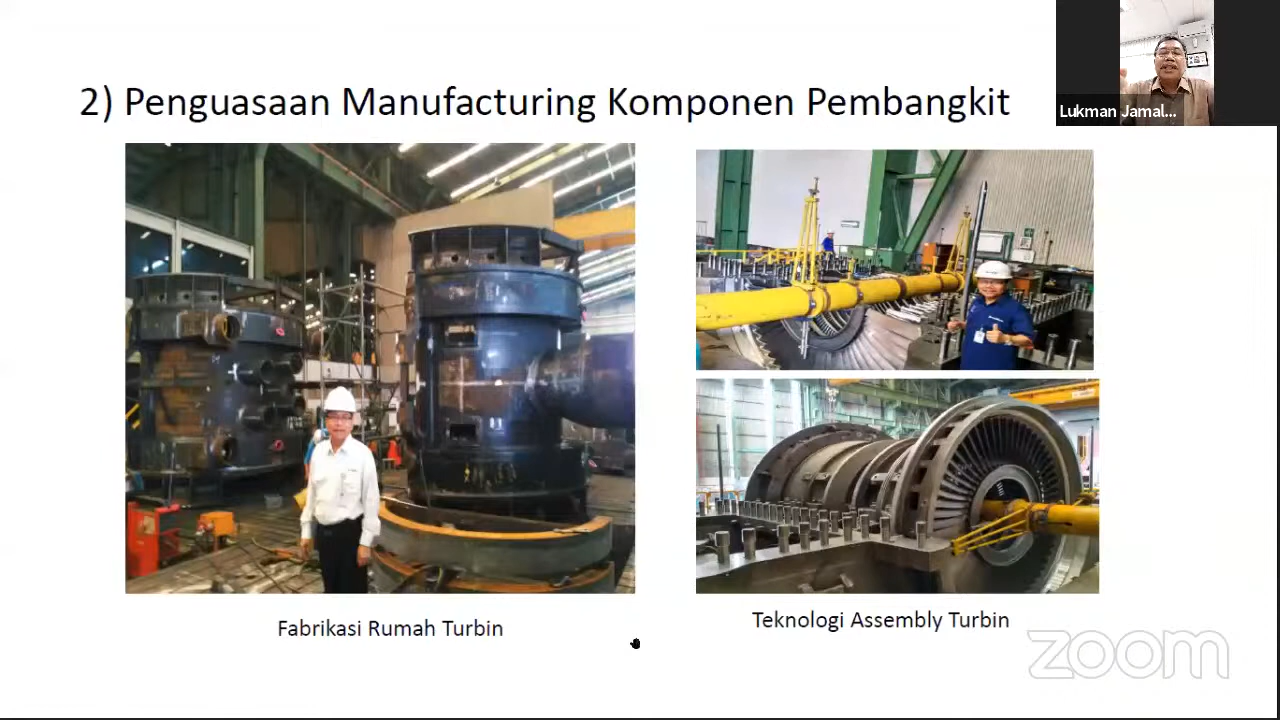 2) Penguasaan Manufacturing Komponen Pembangkit
Lukman Jamal...
Fabrikasi Rumah Turbin
Teknologi Assembly Turbin
zoom